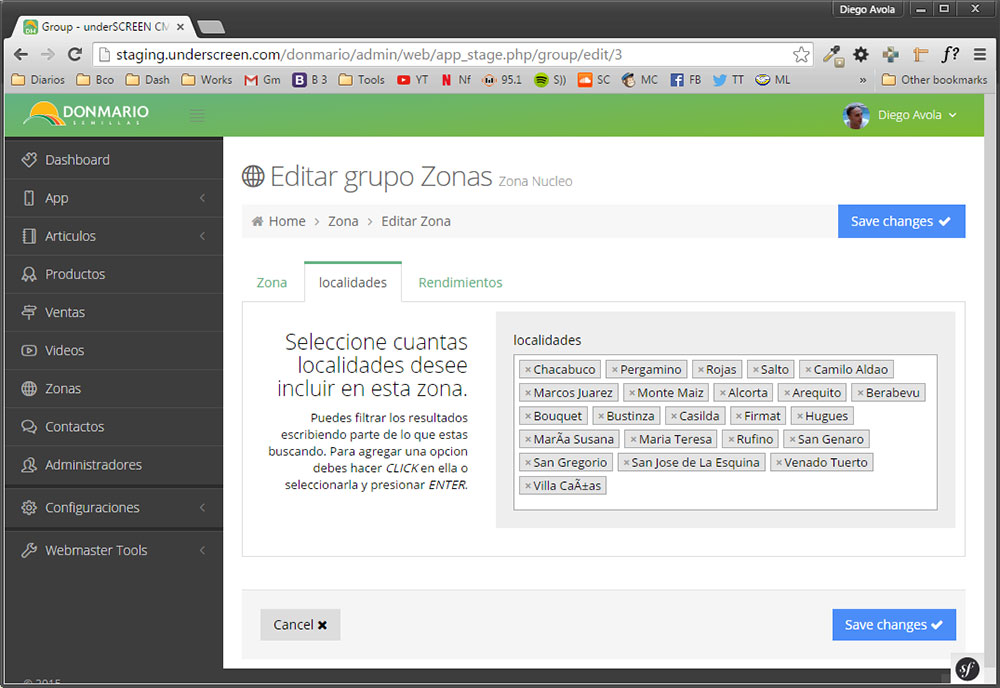 Diego Avola
Group - underSCREEN CM
staging.underscreen.com/donmario/admin/web/app_stage.php/group/edit/3
f?
Diarios Bco Dash Works Gm B 3 Tools YT Nf 95.1 S)) SC MC FB TT ML » Other bookmarks
DONMARIO
SEMILLAS
Diego Avola
Dashboard
App
Articulos
Productos
Ventas
Videos
Zonas
Contactos
Administradores
Configuraciones
Webmaster Tools
© 2015
Editar grupo Zonas Zona Nucleo
Home > Zona > Editar Zona
Save changes
Zona localidades Rendimientos
Seleccione cuantas
localidades desee
incluir en esta zona.
Puedes filtrar los resultados
escribiendo parte de lo que estas
buscando. Para agregar una opcion
debes hacer CLICK en ella o
seleccionarla y presionar ENTER.
localidades
× Chacabuco × Pergamino × Rojas × Salto × Camilo Aldao
× Marcos Juarez × Monte Maiz × Alcorta × Arequito × Berabevu
× Bouquet × Bustinza × Casilda × Firmat × Hugues
× MarÃa Susana × Maria Teresa × Rufino × San Genaro
× San Gregorio × San Jose de La Esquina × Venado Tuerto
× Villa CaÃ±as
Cancel
Save changes
sf